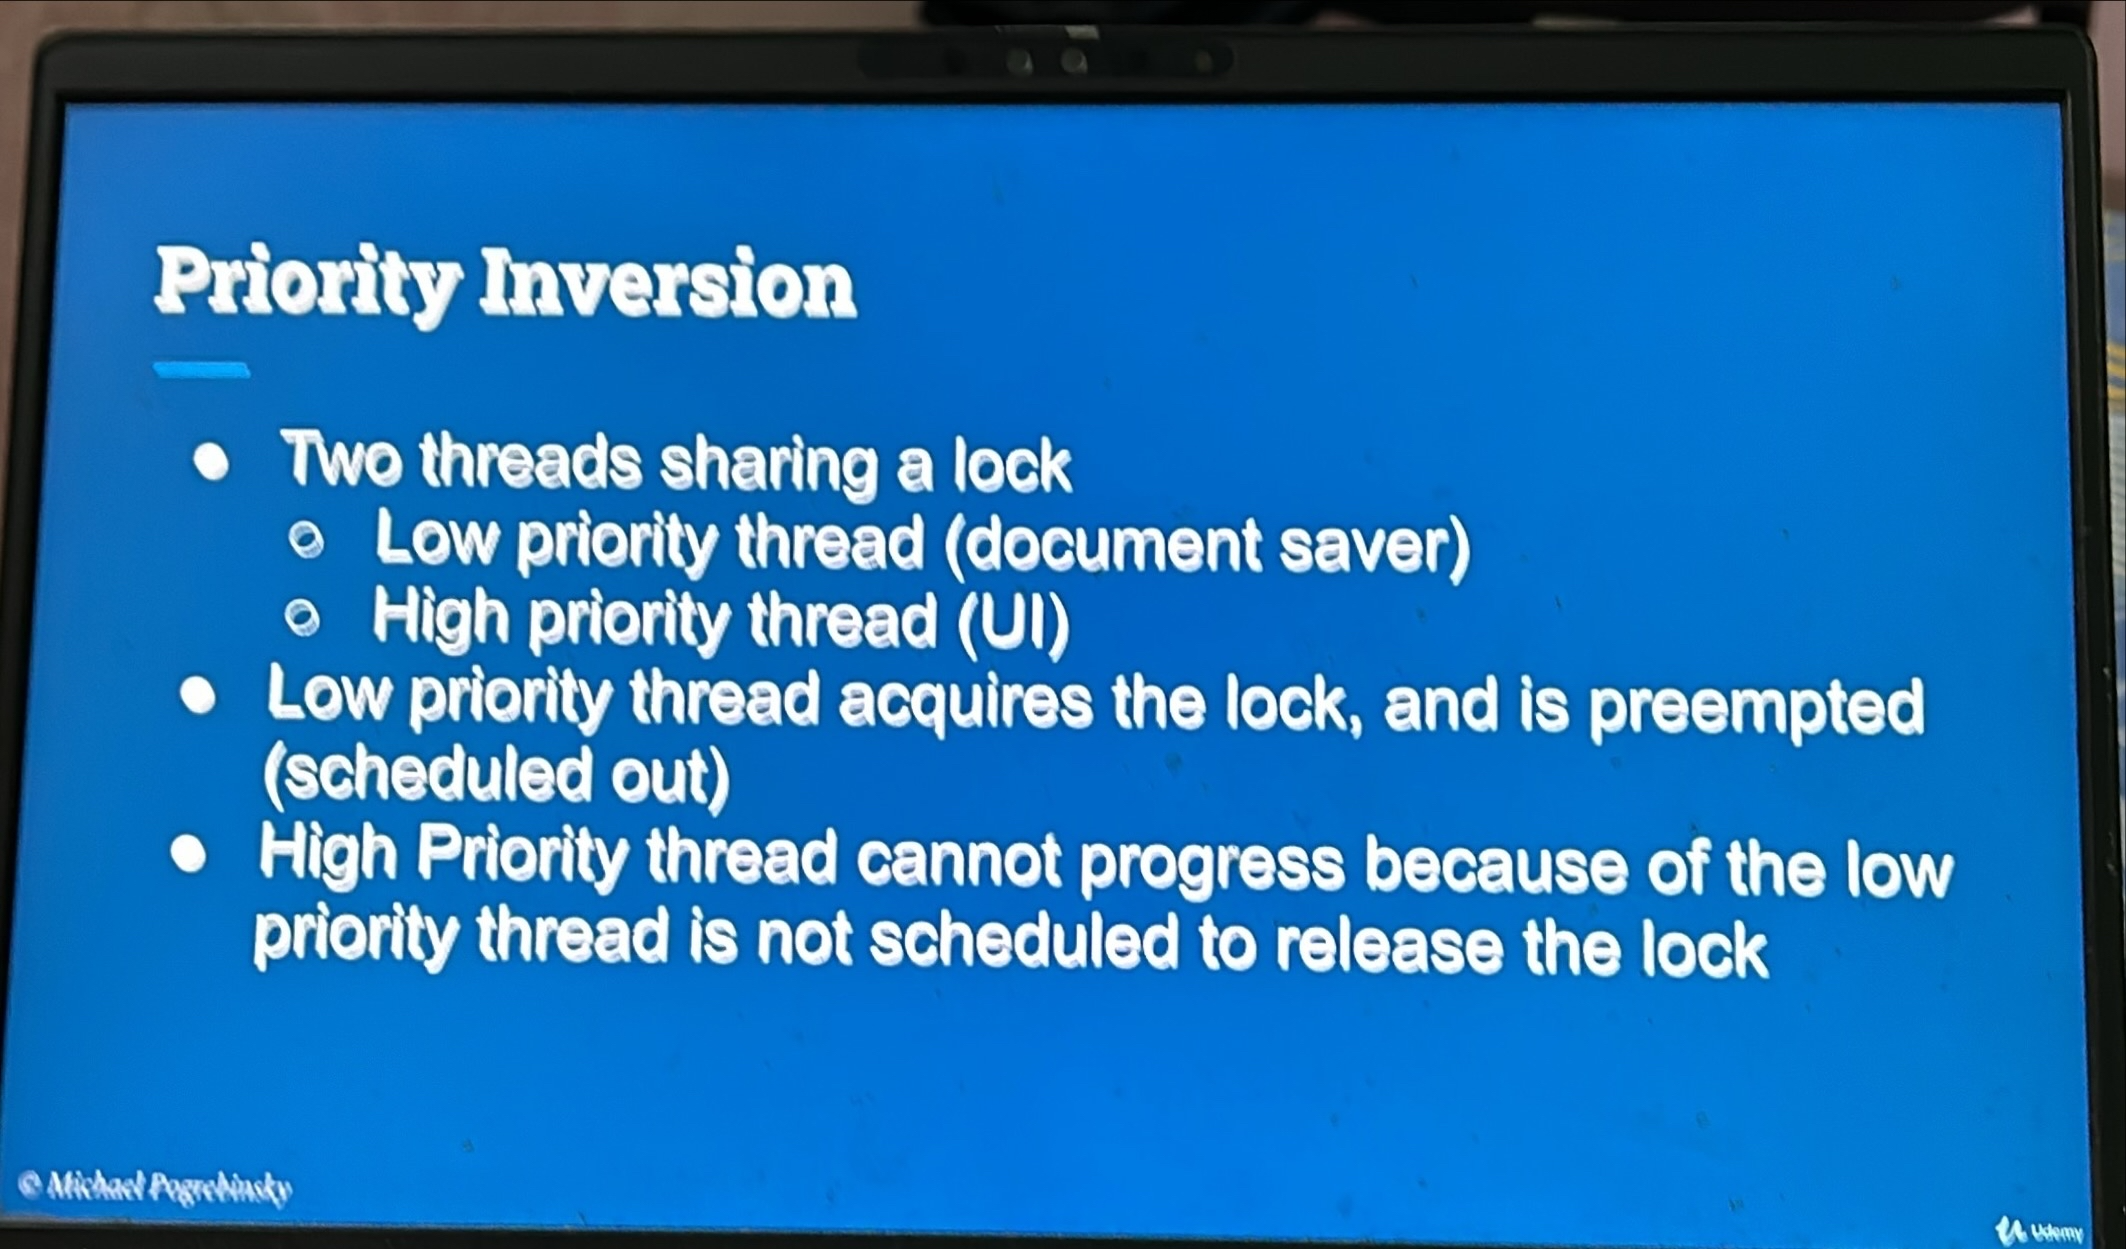 Priority Inversion
● Two threads sharing a lock
○ Low priority thread (document saver)
○ High priority thread (UI)
● Low priority thread acquires the lock, and is preempted
(scheduled out)
● High Priority thread cannot progress because of the low
priority thread is not scheduled to release the lock
© Michael Pogrebinsky
Udemy